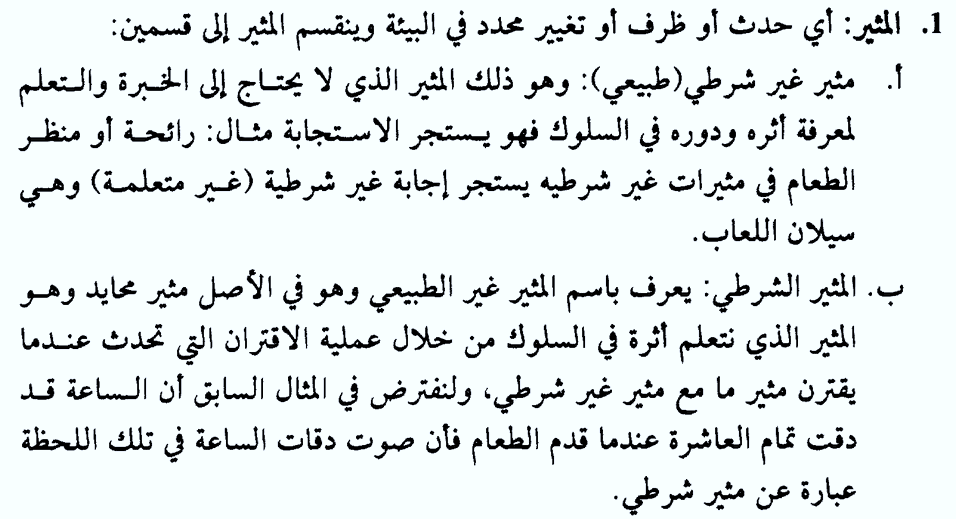 1. المثير: أي حدث أو ظرف أو تغيير محدد في البيئة وينقسم المثير إلى قسمين:
أ. مثير غير شرطي(طبيعي): وهو ذلك المثير الذي لا يحتاج إلى الخبرة والتعلم
لمعرفة أثره ودوره في السلوك فهو يستجر الاستجابة مثال: رائحة أو منظر
الطعام في مثيرات غير شرطيه يستجر إجابة غير شرطية (غير متعلمة) وهي
سيلان اللعاب.
ب. المثير الشرطي: يعرف باسم المثير غير الطبيعي وهو في الأصل مثير محايد وهو
المثير الذي نتعلم أثرة في السلوك من خلال عملية الاقتران التي تحدث عندما
يقترن مثير ما مع مثير غير شرطي، ولنفترض في المثال السابق أن الساعة قد
دقت تمام العاشرة عندما قدم الطعام فأن صوت دقات الساعة في تلك اللحظة
عبارة عن مثير شرطي.